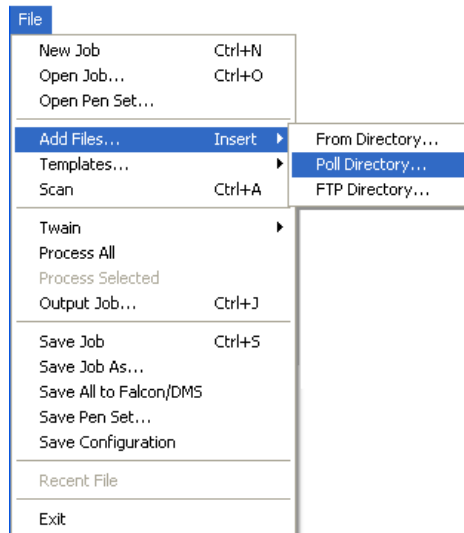 File
New Job Ctrl+N
Open Job... Ctrl+O
Open Pen Set...
Add Files... Insert
From Directory...
Templates...
Poll Directory...
Scan Ctrl+A
FTP Directory...
Twain
Process All
Process Selected
Output Job... Ctrl+J
Save Job Ctrl+S
Save Job As...
Save All to Falcon/DMS
Save Pen Set...
Save Configuration
Recent File
Exit